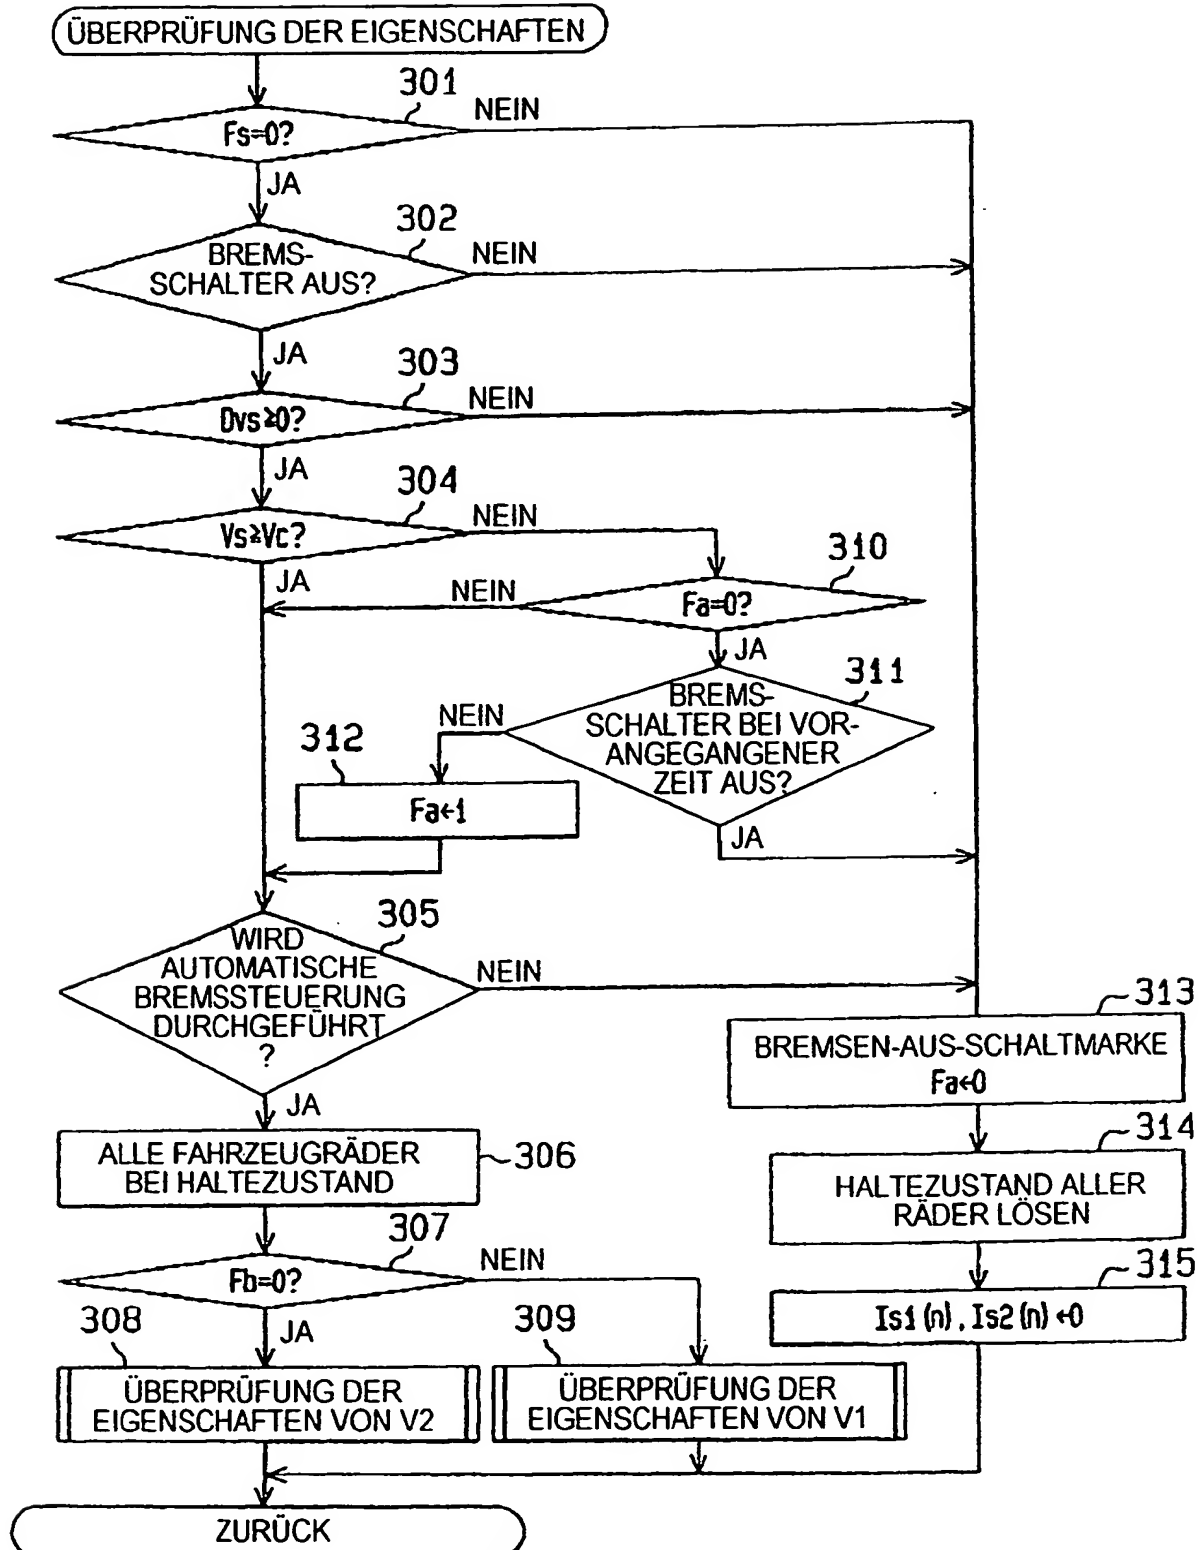 ÜBERPRÜFUNG DER EIGENSCHAFTEN
301
NEIN
Fs=0?
JA
302
NEIN
BREMS-
SCHALTER AUS?
JA
303
NEIN
Dvs≥0?
JA
304
NEIN
Vs≥Vc?
JA
310
NEIN
Fa=0?
JA
311
BREMS-
SCHALTER BEI VOR-
ANGEGANGENER
ZEIT AUS?
NEIN
312
Fa←1
JA
305
WIRD
AUTOMATISCHE
BREMSSTEUERUNG
DURCHGEFÜHRT
?
NEIN
JA
313
BREMSEN-AUS-SCHALTMARKE
Fa←0
314
HALTEZUSTAND ALLER
RÄDER LÖSEN
315
Is1(n), Is2(n)←0
306
ALLE FAHRZEUGRÄDER
BEI HALTEZUSTAND
307
NEIN
Fb=0?
JA
308
ÜBERPRÜFUNG DER
EIGENSCHAFTEN VON V2
309
ÜBERPRÜFUNG DER
EIGENSCHAFTEN VON V1
ZURÜCK